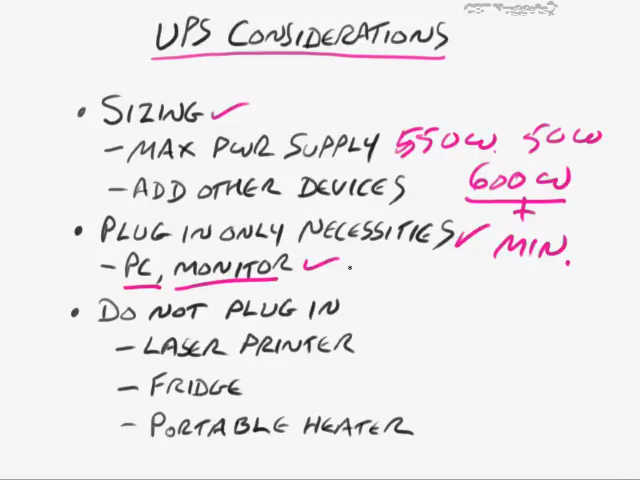 UPS CONSIDERATIONS
• SIZING ✓
– MAX PWR SUPPLY 550W 50W
– ADD OTHER DEVICES 600W
+
• PLUG IN ONLY NECESSITIES ✓ MIN.
– PC, MONITOR ✓
• DO NOT PLUG IN
– LASER PRINTER
– FRIDGE
– PORTABLE HEATER